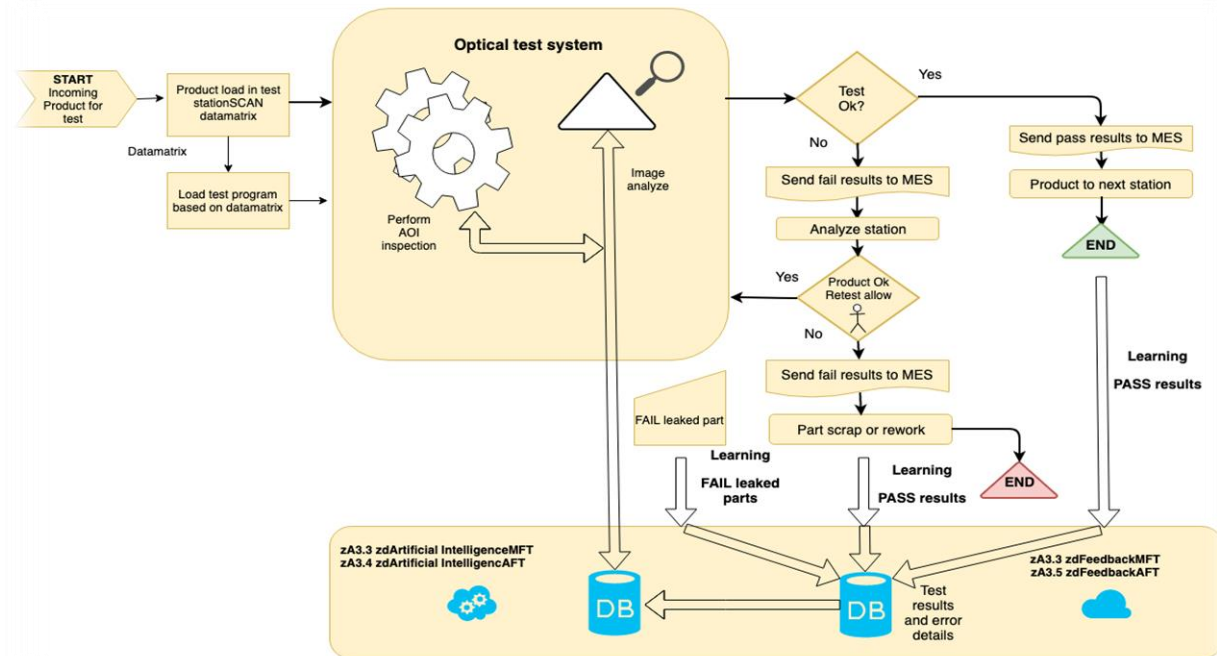 START
Incoming
Product for
test
Product load in test
stationSCAN
datamatrix
Datamatrix
Load test program
based on datamatrix
Optical test system
Perform
AOI
inspection
Image
analyze
Test
Ok?
Yes
No
Send pass results to MES
Product to next station
END
Send fail results to MES
Analyze station
Yes
Product Ok
Retest allow
No
Send fail results to MES
Part scrap or rework
END
FAIL leaked part
Learning
FAIL leaked
parts
Learning
PASS results
Learning
PASS results
zA3.3 zdArtificial IntelligenceMFT
zA3.4 zdArtificial IntelligencAFT
DB
DB
Test
results
and error
details
zA3.3 zdFeedbackMFT
zA3.5 zdFeedbackAFT